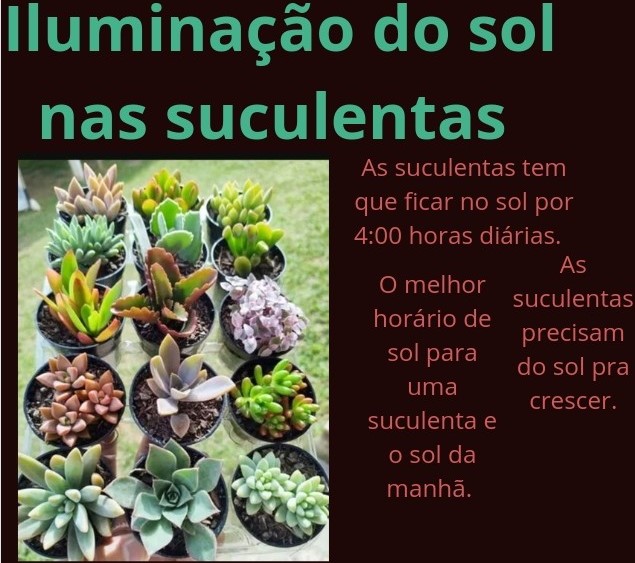 Iluminação do sol
nas suculentas
As suculentas tem
que ficar no sol por
4:00 horas diárias.
O melhor
horário de
sol para
uma
suculenta e
o sol da
manhã.
As
suculentas
precisam
do sol pra
crescer.